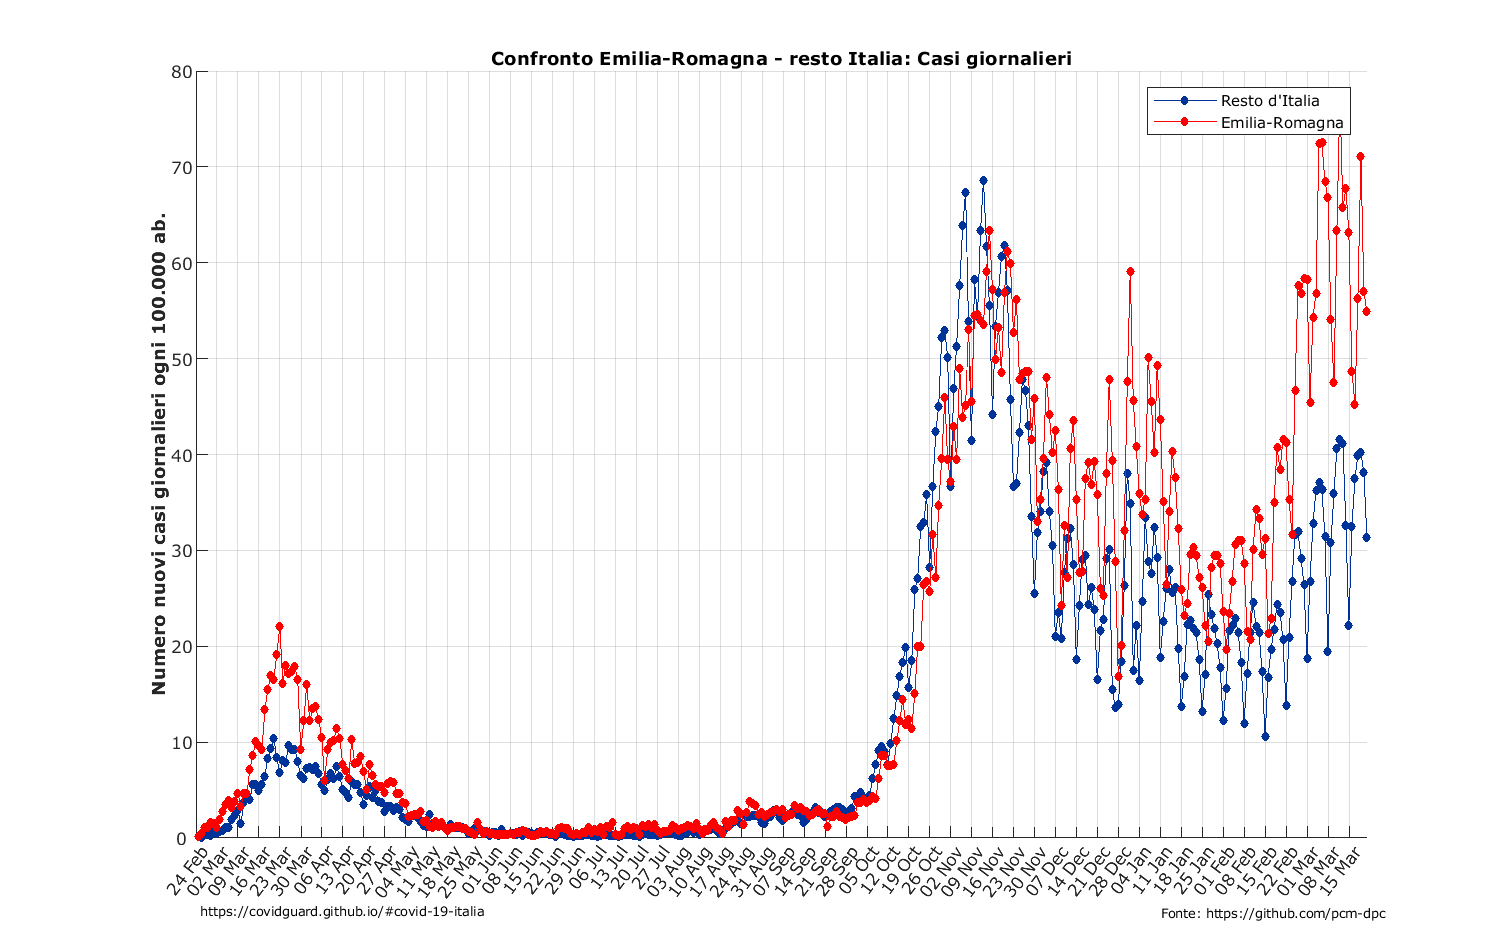 Confronto Emilia-Romagna - resto Italia: Casi giornalieri
Resto d'Italia
Emilia-Romagna
Numero nuovi casi giornalieri ogni 100.000 ab.
80
70
60
50
40
30
20
10
0
24 Feb
02 Mar
09 Mar
16 Mar
23 Mar
30 Mar
06 Apr
13 Apr
20 Apr
27 Apr
04 May
11 May
18 May
25 May
01 Jun
08 Jun
15 Jun
22 Jun
29 Jun
06 Jul
13 Jul
20 Jul
27 Jul
03 Aug
10 Aug
17 Aug
24 Aug
31 Aug
07 Sep
14 Sep
21 Sep
28 Sep
05 Oct
12 Oct
19 Oct
26 Oct
02 Nov
09 Nov
16 Nov
23 Nov
30 Nov
07 Dec
14 Dec
21 Dec
28 Dec
04 Jan
11 Jan
18 Jan
25 Jan
01 Feb
08 Feb
15 Feb
22 Feb
01 Mar
08 Mar
15 Mar
https://covidguard.github.io/#covid-19-italia
Fonte: https://github.com/pcm-dpc